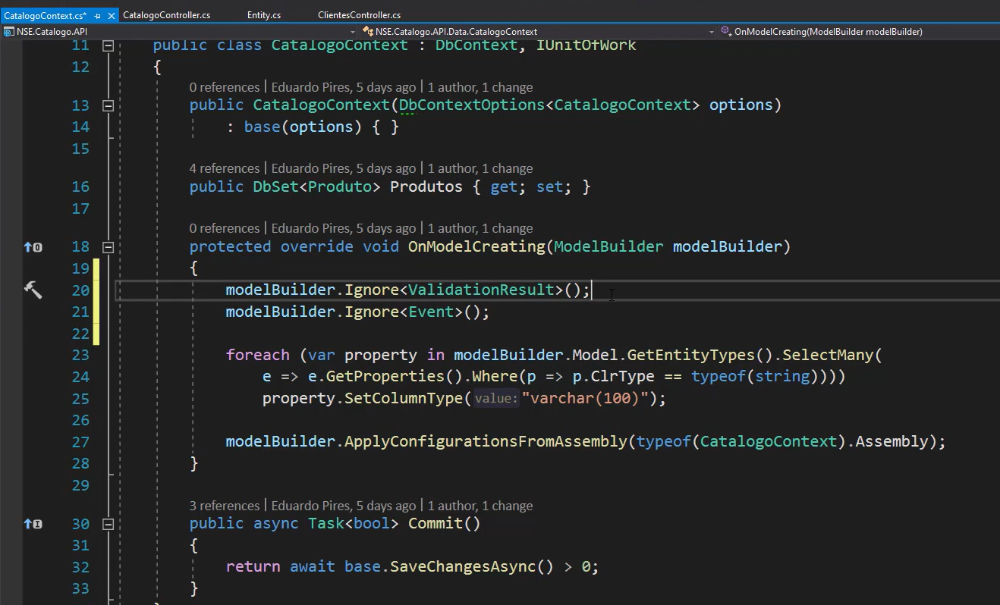 CatalogoContext.cs* CatalogoController.cs Entity.cs ClientesController.cs
NSE.Catalogo.API NSE.Catalogo.API.Data.CatalogoContext OnModelCreating(ModelBuilder modelBuilder)
11 public class CatalogoContext : DbContext, IUnitOfWork
12 {
0 references | Eduardo Pires, 5 days ago | 1 author, 1 change
13 public CatalogoContext(DbContextOptions<CatalogoContext> options)
14 : base(options) { }
15
4 references | Eduardo Pires, 5 days ago | 1 author, 1 change
16 public DbSet<Produto> Produtos { get; set; }
17
0 references | Eduardo Pires, 5 days ago | 1 author, 1 change
18 protected override void OnModelCreating(ModelBuilder modelBuilder)
19 {
20 modelBuilder.Ignore<ValidationResult>();
21 modelBuilder.Ignore<Event>();
22
23 foreach (var property in modelBuilder.Model.GetEntityTypes().SelectMany(
24 e => e.GetProperties().Where(p => p.ClrType == typeof(string))))
25 property.SetColumnType(value: "varchar(100)");
26
27 modelBuilder.ApplyConfigurationsFromAssembly(typeof(CatalogoContext).Assembly);
28 }
29
3 references | Eduardo Pires, 5 days ago | 1 author, 1 change
30 public async Task<bool> Commit()
31 {
32 return await base.SaveChangesAsync() > 0;
33 }